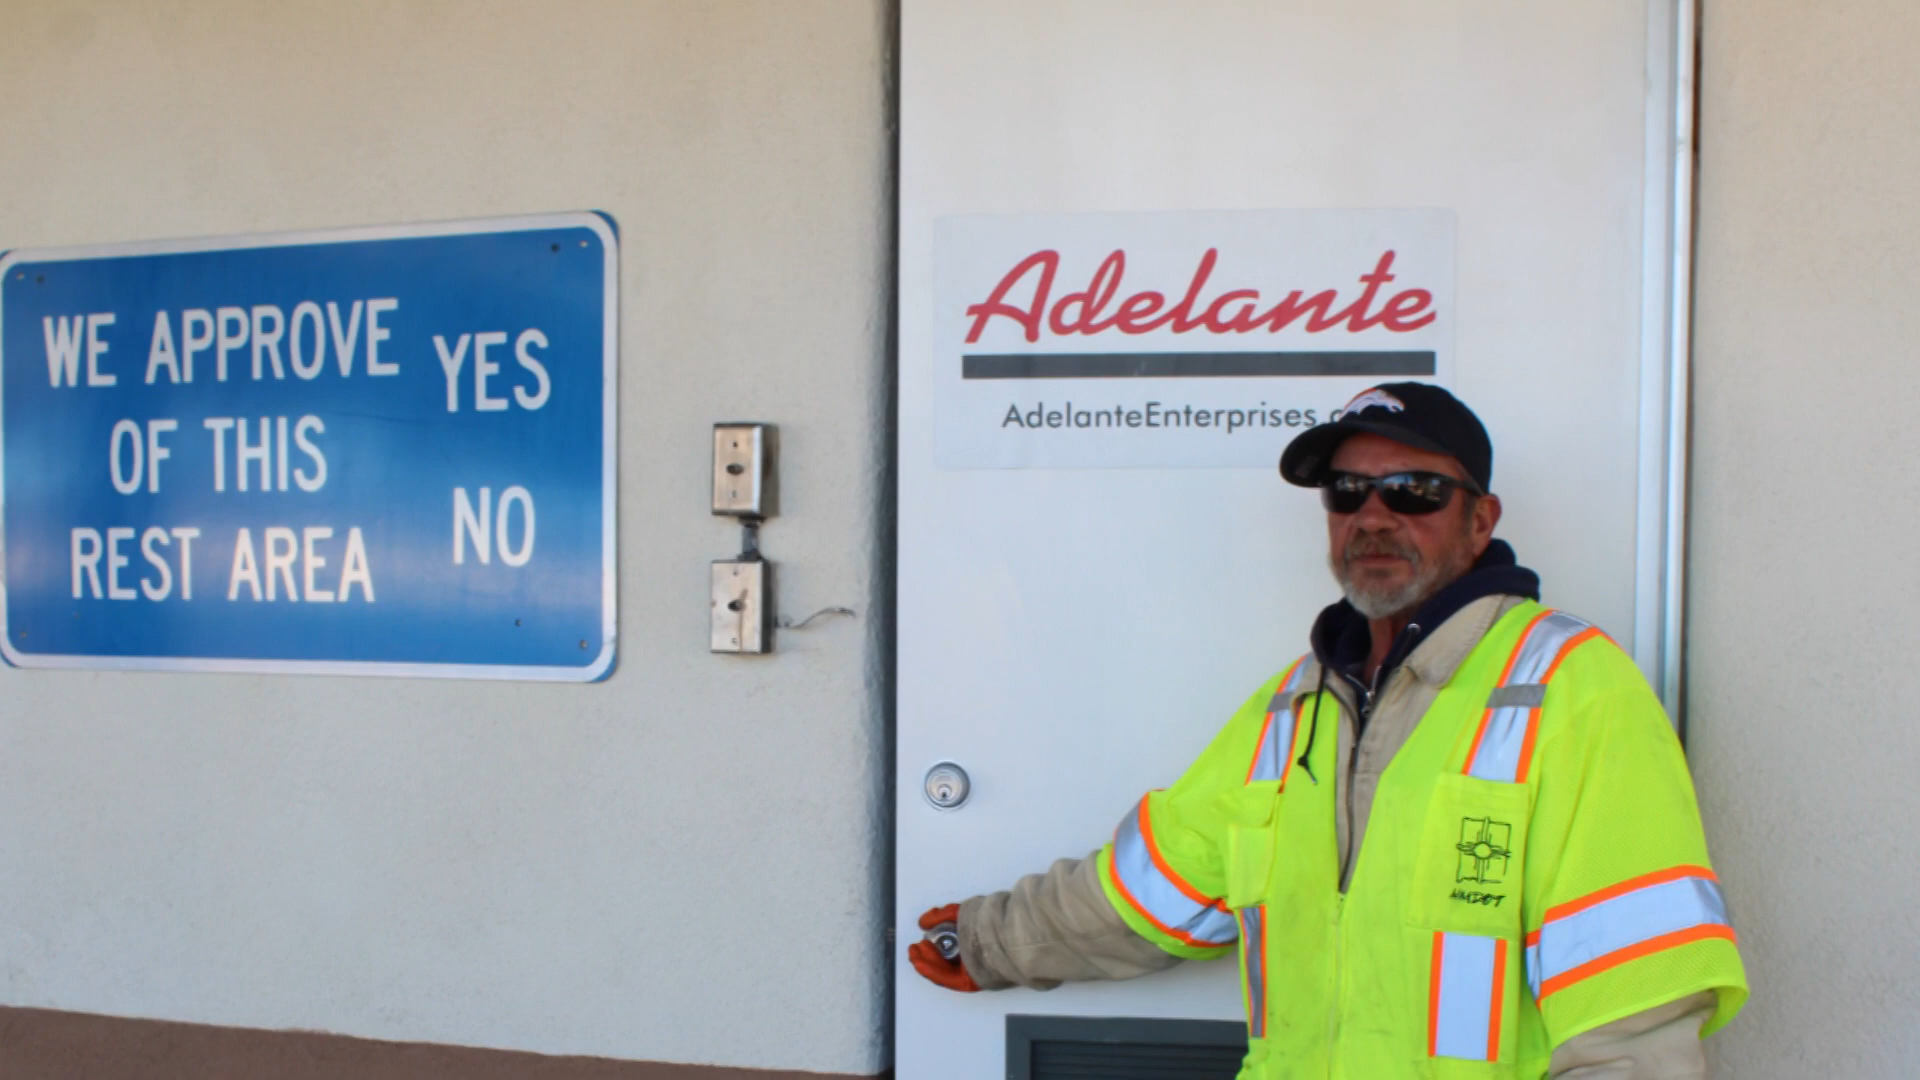 WE APPROVE
OF THIS
REST AREA
YES
NO
Adelante
AdelanteEnterprises.
NMDOT